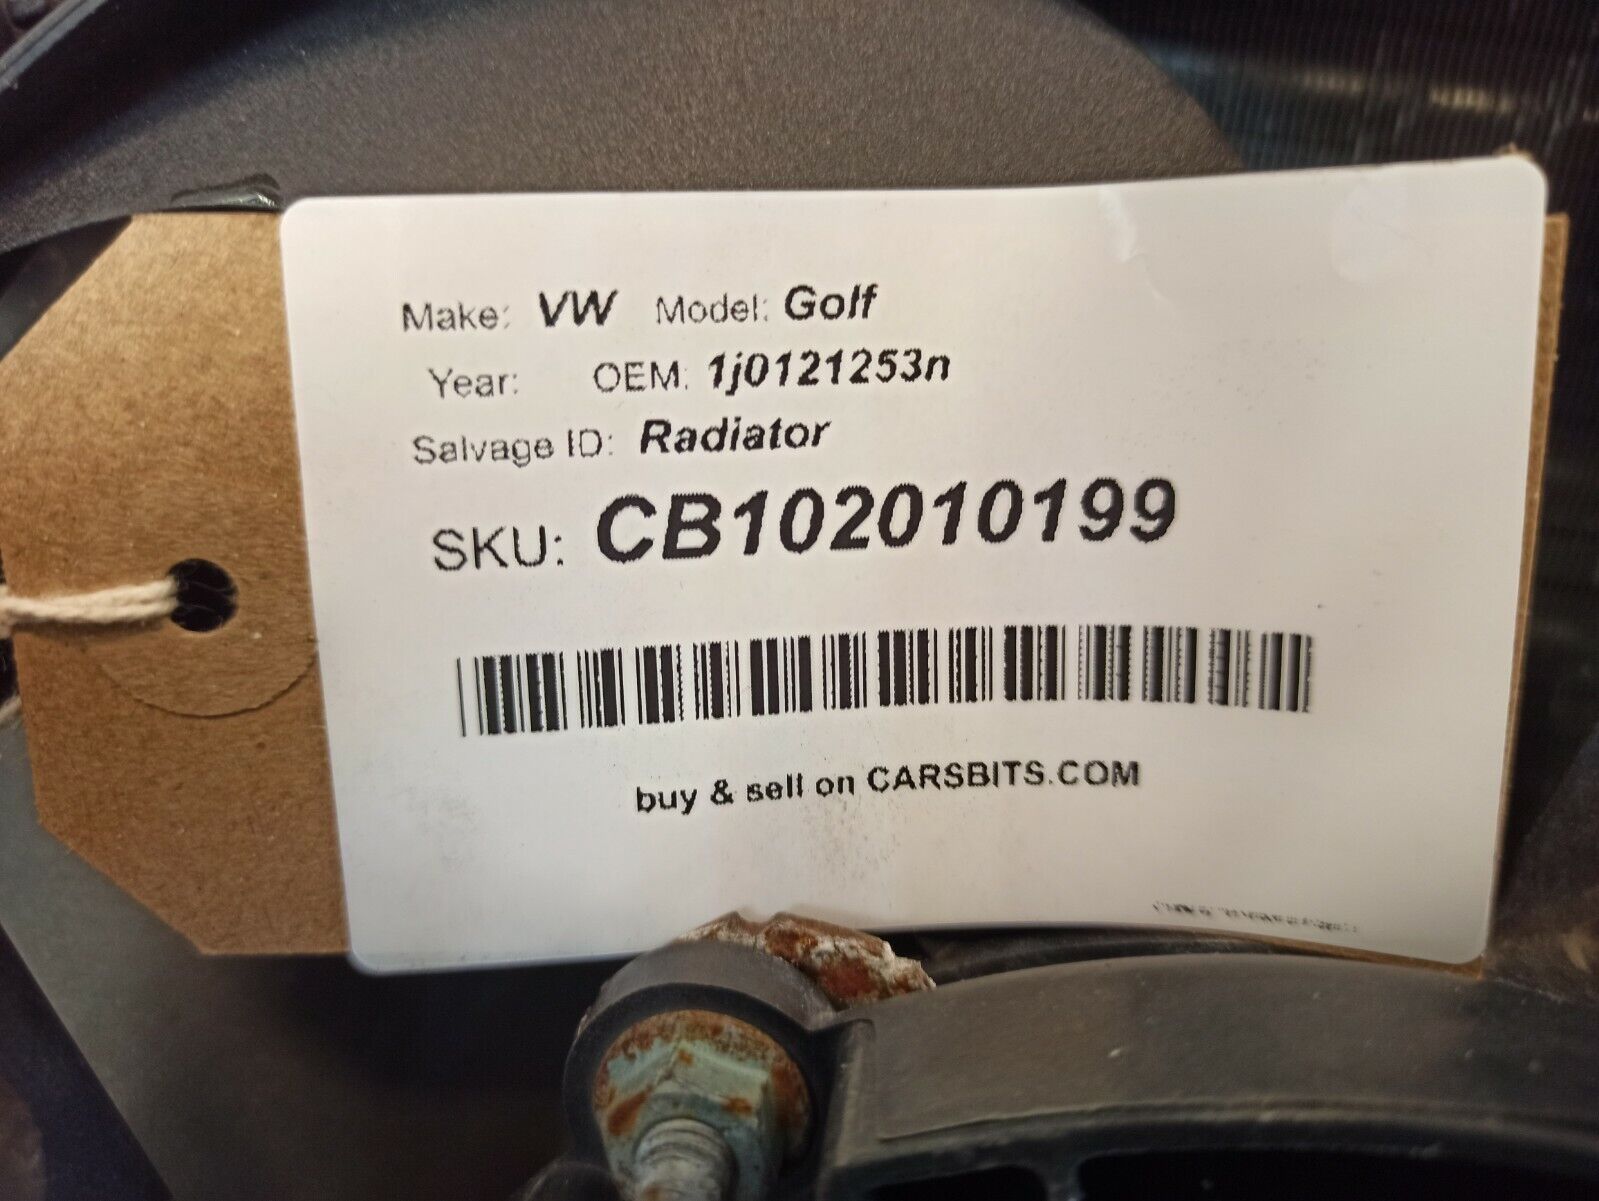 Make: VW Model: Golf
Year: OEM: 1j0121253n
Salvage ID: Radiator
SKU: CB102010199
buy & sell on CARSBITS.COM